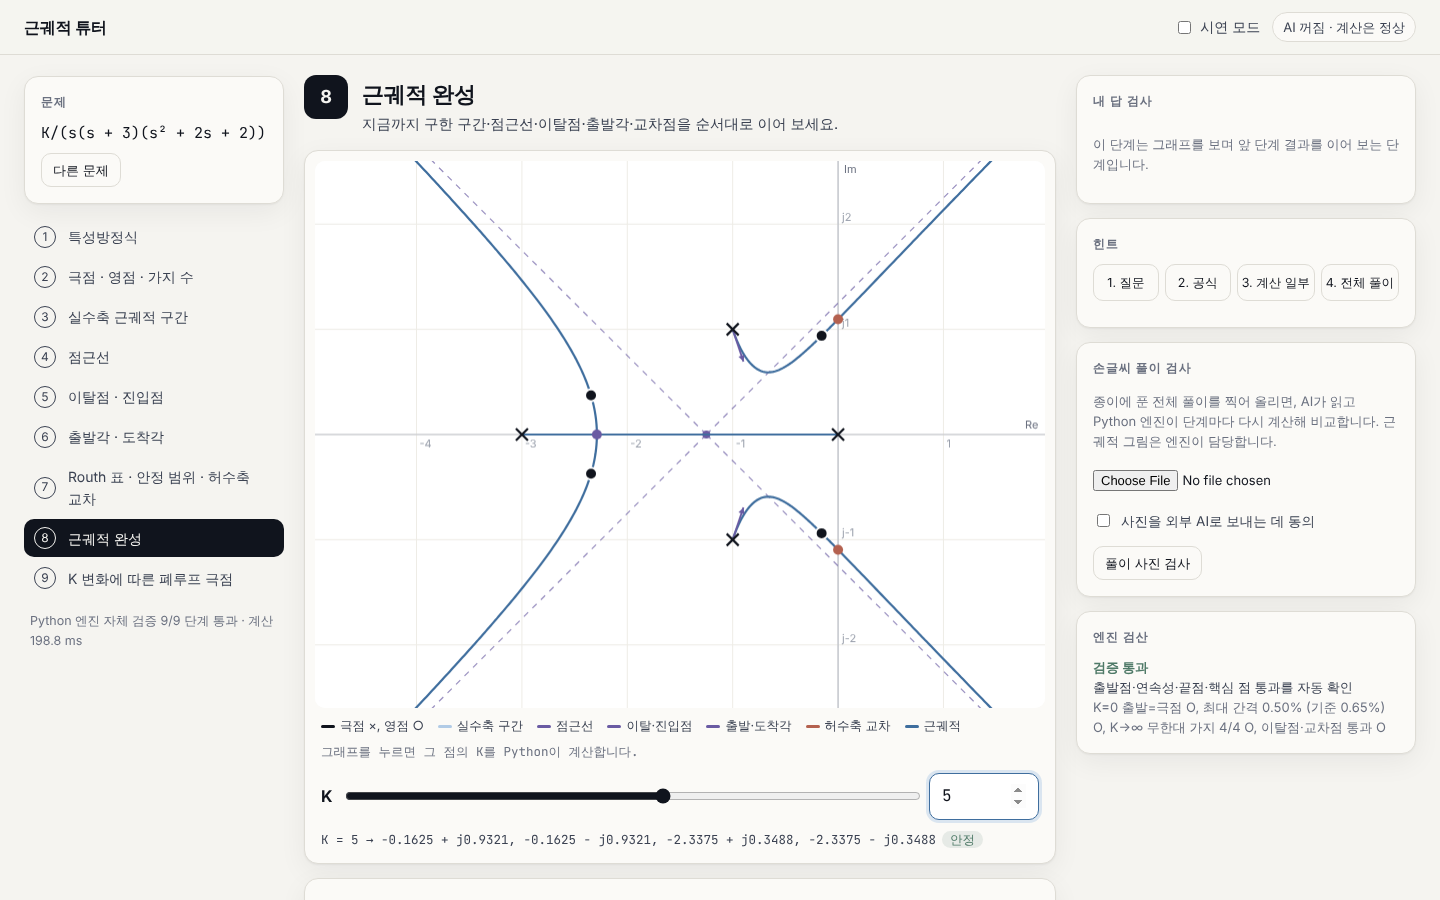 근궤적 튜터
시연 모드
AI 꺼짐 · 계산은 정상
문제
K/(s(s + 3)(s² + 2s + 2))
다른 문제
1 특성방정식
2 극점 · 영점 · 가지 수
3 실수축 근궤적 구간
4 점근선
5 이탈점 · 진입점
6 출발각 · 도착각
7 Routh 표 · 안정 범위 · 허수축
교차
8 근궤적 완성
9 K 변화에 따른 폐루프 극점
Python 엔진 자체 검증 9/9 단계 통과 · 계산
198.8 ms
8 근궤적 완성
지금까지 구한 구간·점근선·이탈점·출발각·교차점을 순서대로 이어 보세요.
Im
j2
j1
Re
-4
-3
-2
-1
1
j-1
j-2
극점 ×, 영점 O
실수축 구간
점근선
이탈·진입점
출발·도착각
허수축 교차
근궤적
그래프를 누르면 그 점의 K를 Python이 계산합니다.
K
5
K = 5 → -0.1625 + j0.9321, -0.1625 - j0.9321, -2.3375 + j0.3488, -2.3375 - j0.3488 안정
내 답 검사
이 단계는 그래프를 보며 앞 단계 결과를 이어 보는 단
계입니다.
힌트
1. 질문
2. 공식
3. 계산 일부
4. 전체 풀이
손글씨 풀이 검사
종이에 푼 전체 풀이를 찍어 올리면, AI가 읽고
Python 엔진이 단계마다 다시 계산해 비교합니다. 근
궤적 그림은 엔진이 담당합니다.
Choose File No file chosen
사진을 외부 AI로 보내는 데 동의
풀이 사진 검사
엔진 검산
검증 통과
출발점·연속성·끝점·핵심 점 통과를 자동 확인
K=0 출발=극점 O, 최대 간격 0.50% (기준 0.65%)
O, K→∞ 무한대 가지 4/4 O, 이탈점·교차점 통과 O